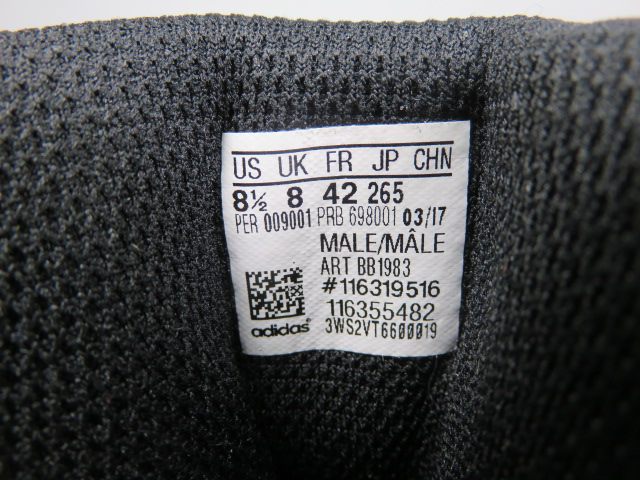 US UK FR JP CHN
8½ 8 42 265
PER 009001 PRB 698001 03/17
MALE/MÂLE
ART BB1983
#116319516
116355482
adidas® 3WS2VT6600019